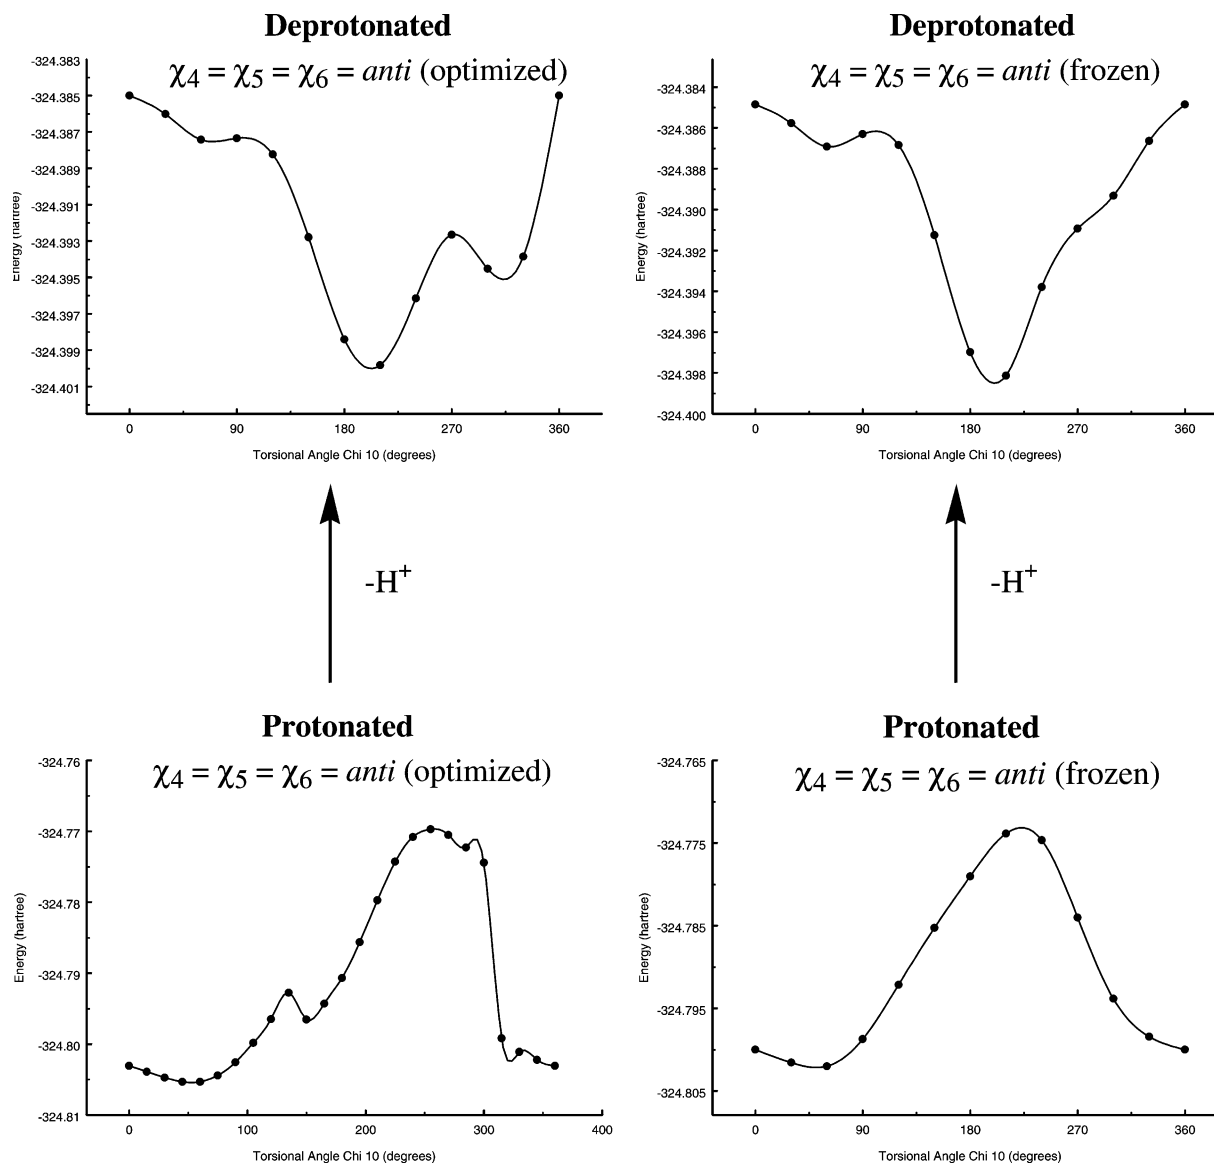 Deprotonated
χ4 = χ5 = χ6 = anti (optimized)
-324.383
-324.385
-324.387
-324.389
-324.391
-324.393
-324.395
-324.397
-324.399
-324.401
Energy (hartree)
0
90
180
270
360
Torsional Angle Chi 10 (degrees)
Deprotonated
χ4 = χ5 = χ6 = anti (frozen)
-324.384
-324.386
-324.388
-324.390
-324.392
-324.394
-324.396
-324.398
-324.400
Energy (hartree)
0
90
180
270
360
Torsional Angle Chi 10 (degrees)
-H+
-H+
Protonated
χ4 = χ5 = χ6 = anti (optimized)
-324.76
-324.77
-324.78
-324.79
-324.80
-324.81
Energy (hartree)
0
100
200
300
400
Torsional Angle Chi 10 (degrees)
Protonated
χ4 = χ5 = χ6 = anti (frozen)
-324.765
-324.775
-324.785
-324.795
-324.805
Energy (hartree)
0
90
180
270
360
Torsional Angle Chi 10 (degrees)